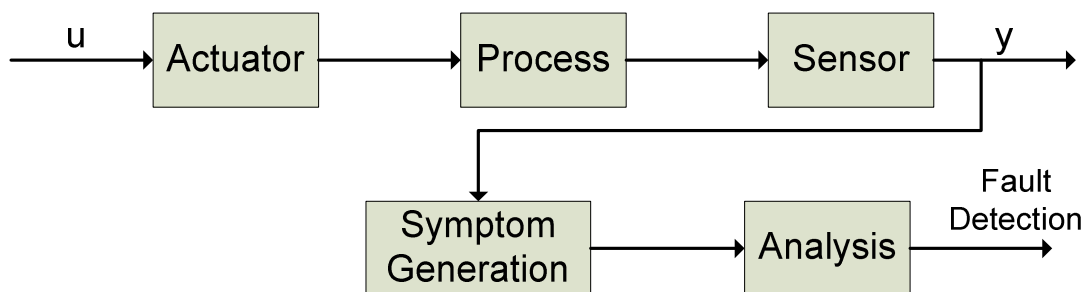 u
Actuator
Process
Sensor
y
Symptom
Generation
Analysis
Fault
Detection